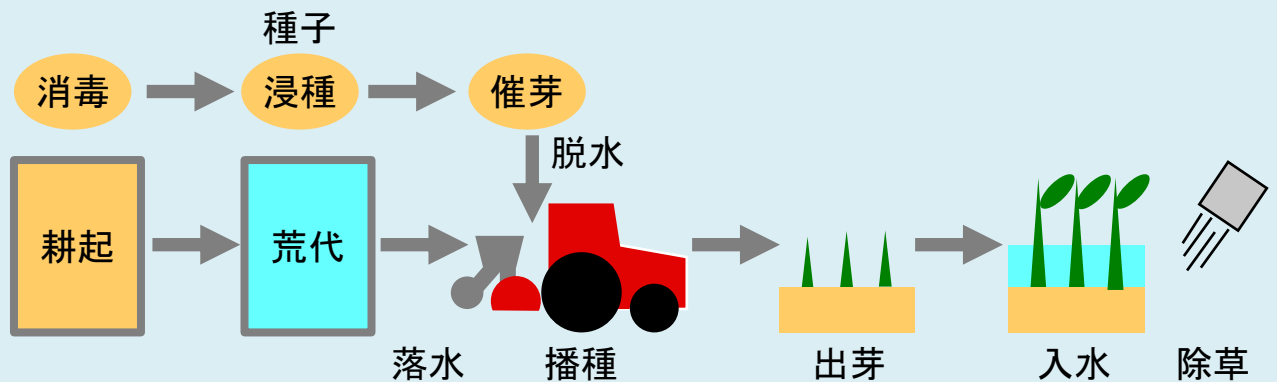 種子
消毒
浸種
催芽
脱水
耕起
荒代
落水
播種
出芽
入水
除草